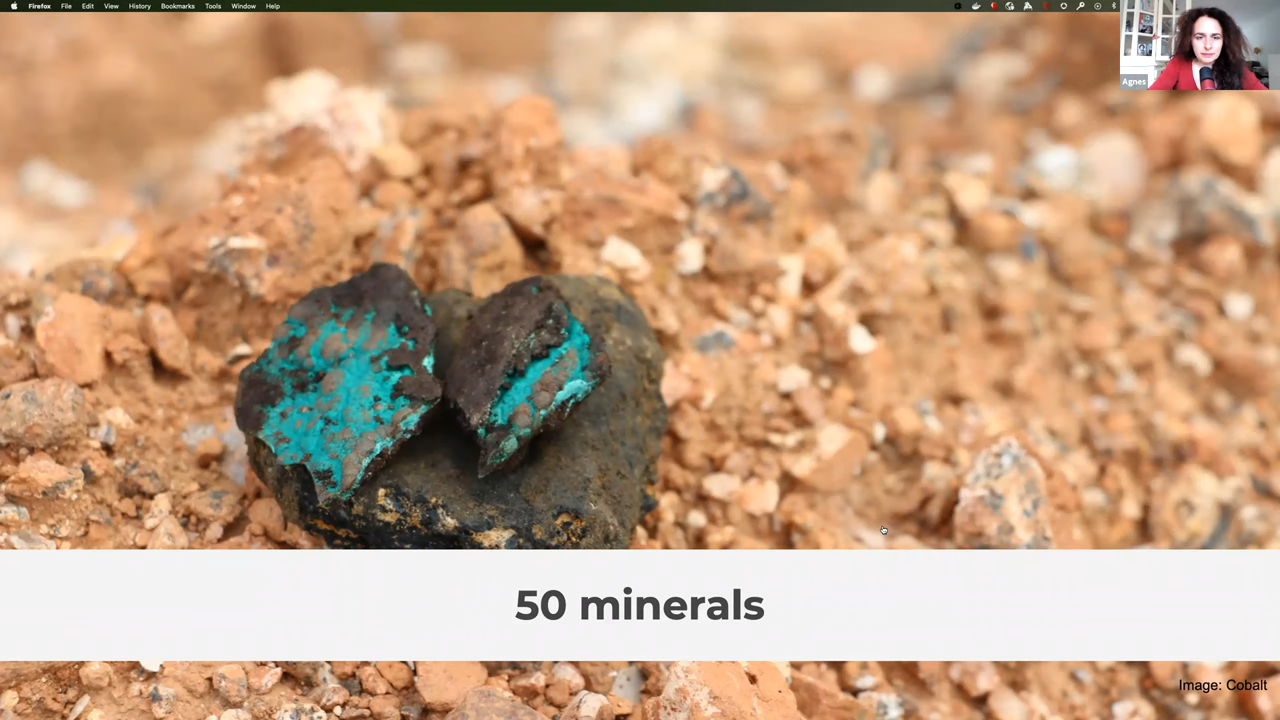 Firefox File Edit View History Bookmarks Tools Window Help
Agnes
50 minerals
Image: Cobalt